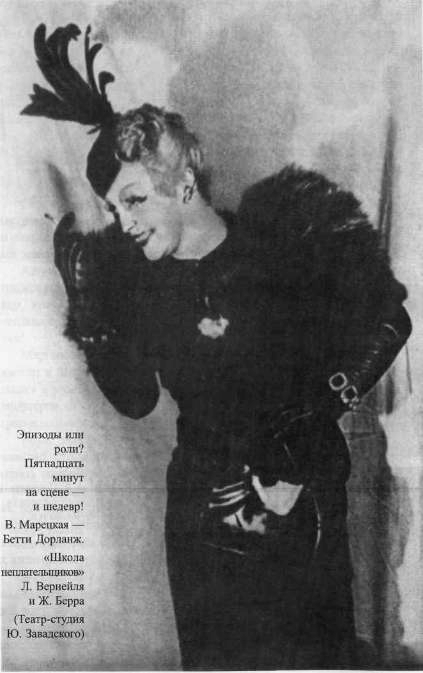 Эпизоды или
роли?
Пятнадцать
минут
на сцене —
и шедевр!
В. Марецкая —
Бетти Дорланж.
«Школа
неплательщиков»
Л. Вернейля
и Ж. Берра
(Театр-студия
Ю. Завадского)